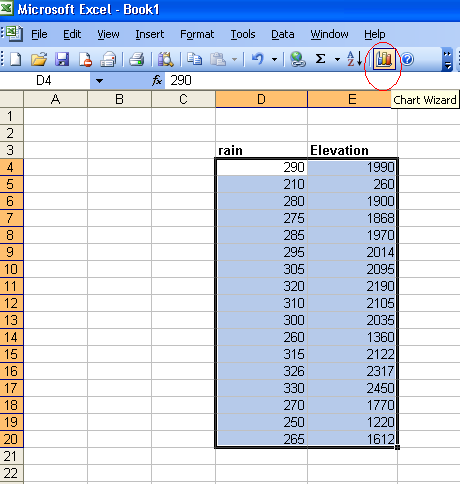 Microsoft Excel - Book1
File Edit View Insert Format Tools Data Window Help
D4 fx 290
Chart Wizard
A B C D E
1
2
3 rain Elevation
4 290 1990
5 210 260
6 280 1900
7 275 1868
8 285 1970
9 295 2014
10 305 2095
11 320 2190
12 310 2105
13 300 2035
14 260 1360
15 315 2122
16 326 2317
17 330 2450
18 270 1770
19 250 1220
20 265 1612
21
22